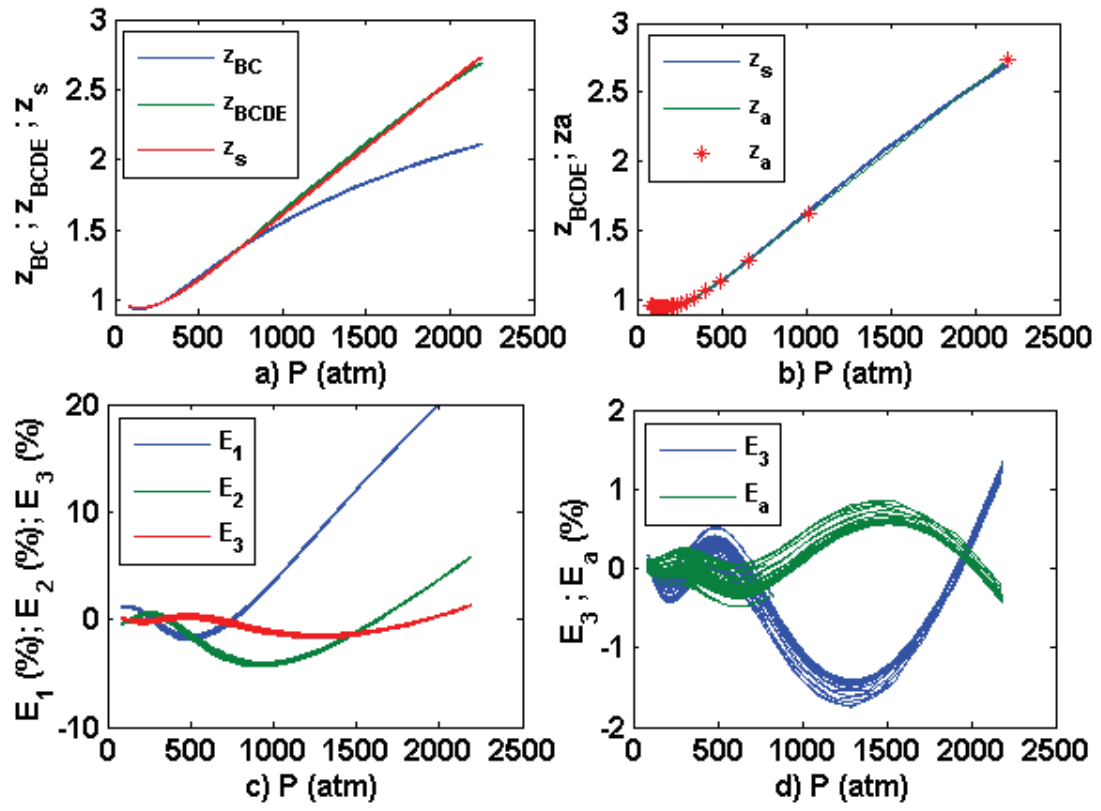 3
2.5
2
1.5
1
0 500 1000 1500 2000 2500
z_BC ; z_BCDE ; z_s
z_BC
z_BCDE
z_s
a) P (atm)
3
2.5
2
1.5
1
0 500 1000 1500 2000 2500
z_BCDE ; za
z_s
z_a
z_a
b) P (atm)
20
10
0
-10
0 500 1000 1500 2000 2500
E_1 (%); E_2 (%); E_3 (%)
E_1
E_2
E_3
c) P (atm)
2
1
0
-1
-2
0 500 1000 1500 2000 2500
E_3 ; E_a (%)
E_3
E_a
d) P (atm)